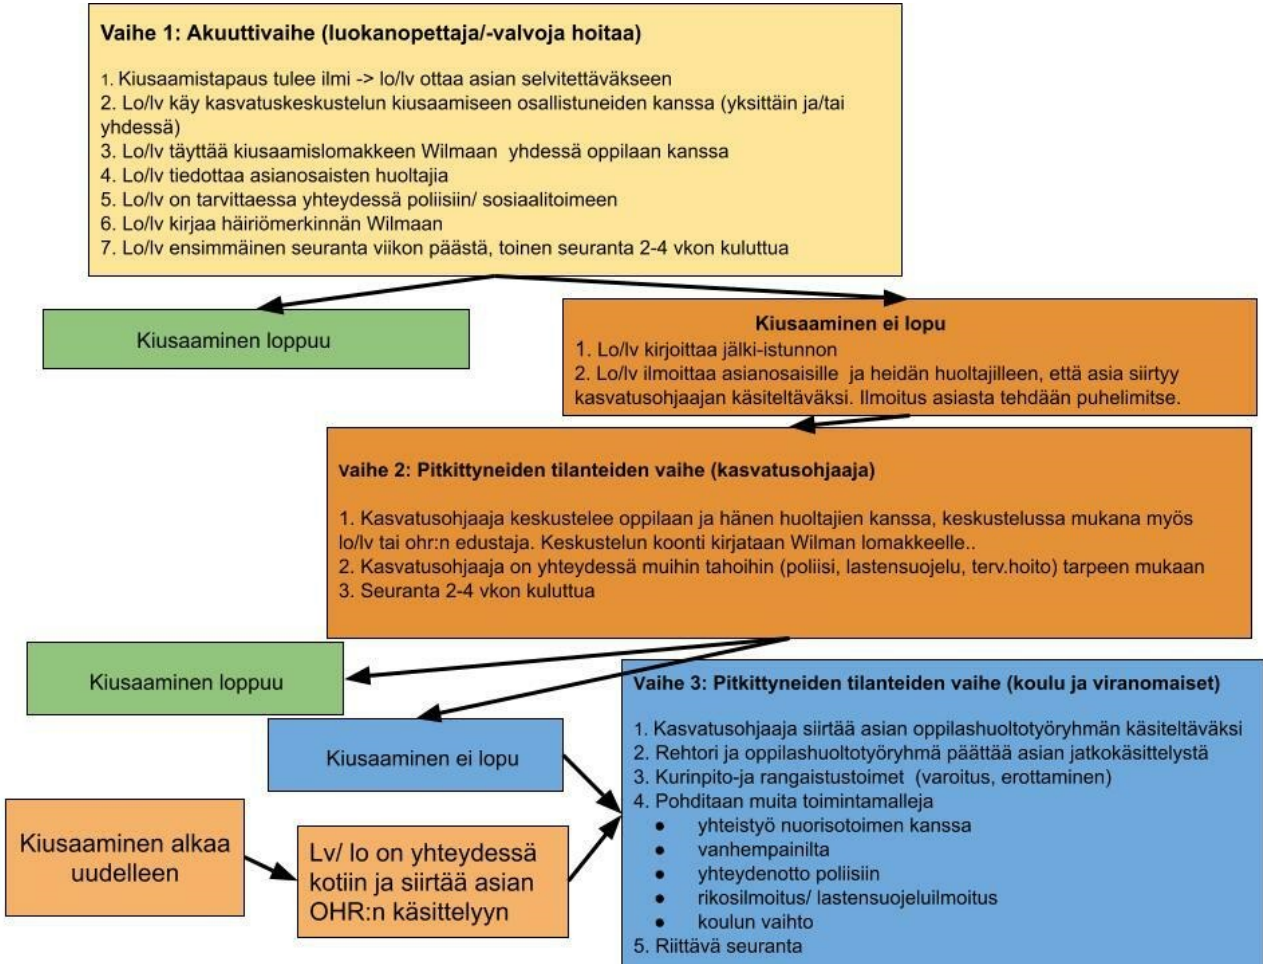 Vaihe 1: Akuuttivaihe (luokanopettaja/-valvoja hoitaa)
1. Kiusaamistapaus tulee ilmi -> lo/lv ottaa asian selvitettäväkseen
2. Lo/lv käy kasvatuskeskustelun kiusaamiseen osallistuneiden kanssa (yksittäin ja/tai
yhdessä)
3. Lo/lv täyttää kiusaamislomakkeen Wilmaan yhdessä oppilaan kanssa
4. Lo/lv tiedottaa asianosaisten huoltajia
5. Lo/lv on tarvittaessa yhteydessä poliisiin/ sosiaalitoimeen
6. Lo/lv kirjaa häiriömerkinnän Wilmaan
7. Lo/lv ensimmäinen seuranta viikon päästä, toinen seuranta 2-4 vkon kuluttua
Kiusaaminen loppuu
Kiusaaminen ei lopu
1. Lo/lv kirjoittaa jälki-istunnon
2. Lo/lv ilmoittaa asianosaisille ja heidän huoltajilleen, että asia siirtyy
kasvatusohjaajan käsiteltäväksi. Ilmoitus asiasta tehdään puhelimitse.
Vaihe 2: Pitkittyneiden tilanteiden vaihe (kasvatusohjaaja)
1. Kasvatusohjaaja keskustelee oppilaan ja hänen huoltajien kanssa, keskustelussa mukana myös
lo/lv tai ohr:n edustaja. Keskustelun koonti kirjataan Wilman lomakkeelle..
2. Kasvatusohjaaja on yhteydessä muihin tahoihin (poliisi, lastensuojelu, terv.hoito) tarpeen mukaan
3. Seuranta 2-4 vkon kuluttua
Kiusaaminen loppuu
Kiusaaminen ei lopu
Kiusaaminen alkaa
uudelleen
Lv/ lo on yhteydessä
kotiin ja siirtää asian
OHR:n käsittelyyn
Vaihe 3: Pitkittyneiden tilanteiden vaihe (koulu ja viranomaiset)
1. Kasvatusohjaaja siirtää asian oppilashuoltotyöryhmän käsiteltäväksi
2. Rehtori ja oppilashuoltotyöryhmä päättää asian jatkokäsittelystä
3. Kurinpito-ja rangaistustoimet (varoitus, erottaminen)
4. Pohditaan muita toimintamalleja
● yhteistyö nuorisotoimen kanssa
● vanhempainilta
● yhteydenotto poliisiin
● rikosilmoitus/ lastensuojeluilmoitus
● koulun vaihto
5. Riittävä seuranta